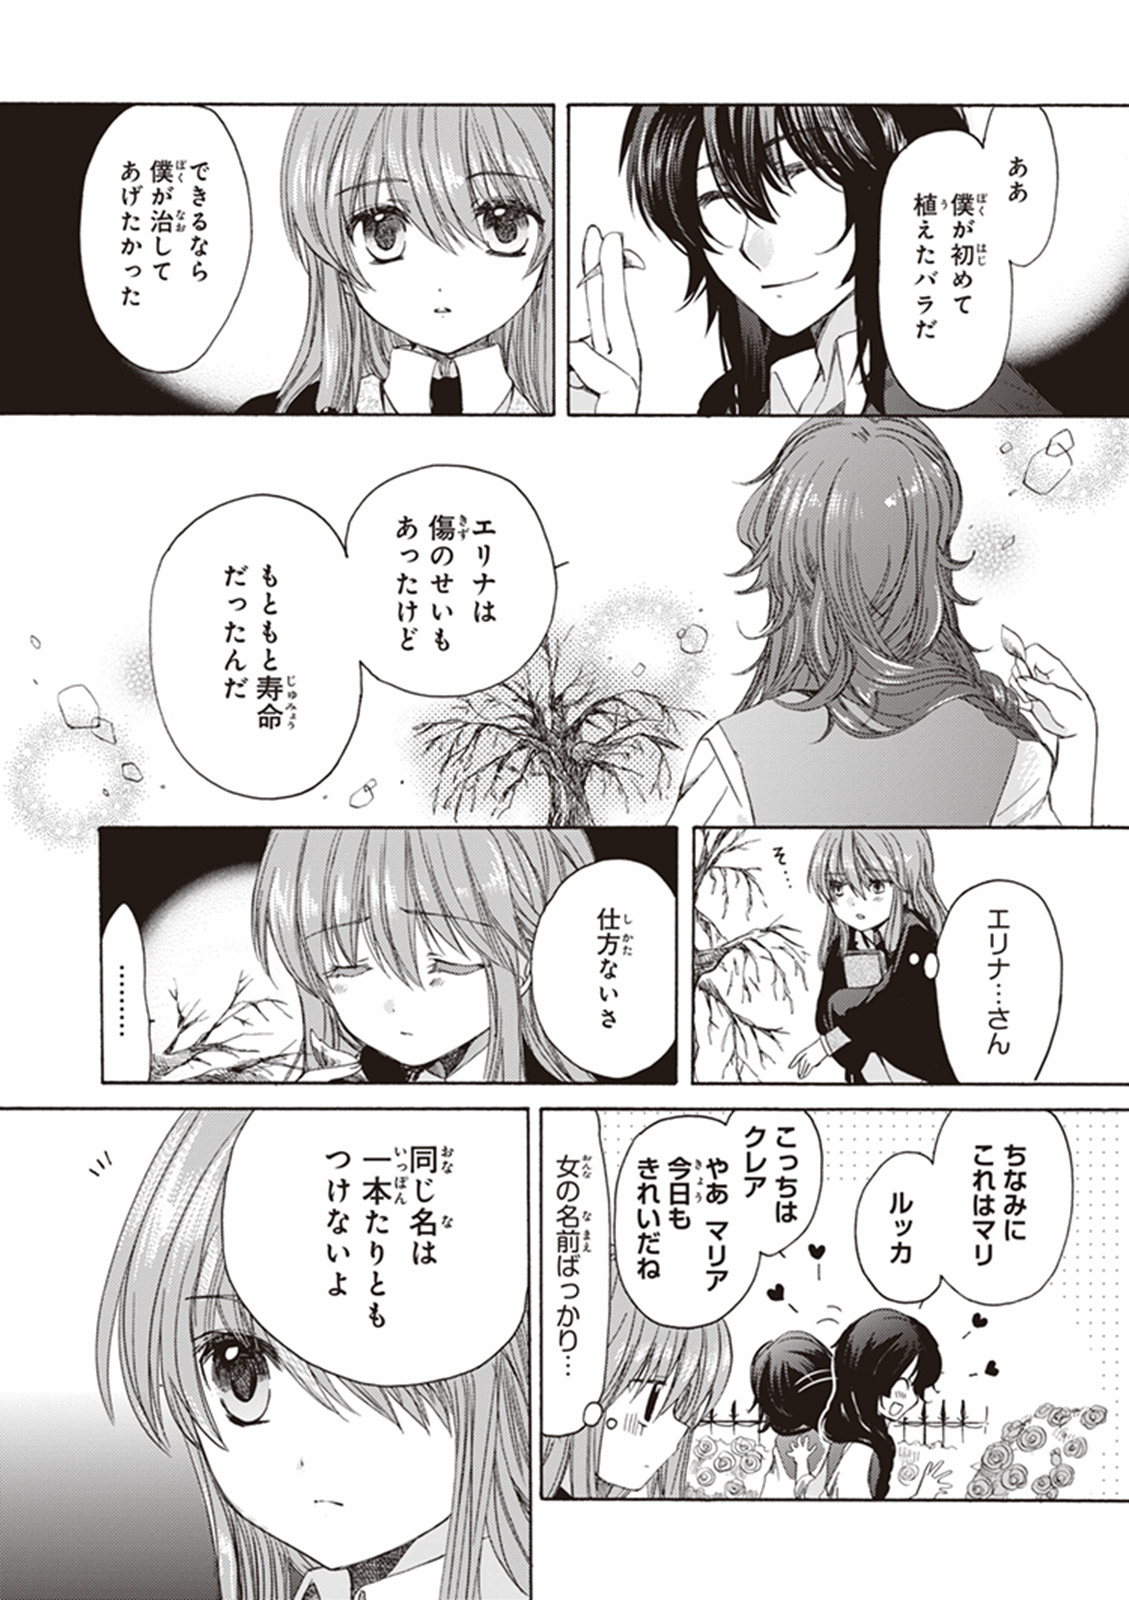 ああ
僕が初めて
植えたバラだ
できるなら
僕が治して
あげたかった
エリナは
傷のせいも
あったけど
もともと寿命
だったんだ
エリナ…さん
そ…
仕方ないさ
………
ちなみに
これはマリ
ルッカ
こっちは
クレア
やあ マリア
今日も
きれいだね
女の名前ばっかり…
同じ名は
一本たりとも
つけないよ